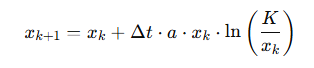 x_{k+1} = x_k + Δt · a · x_k · ln(K/x_k)